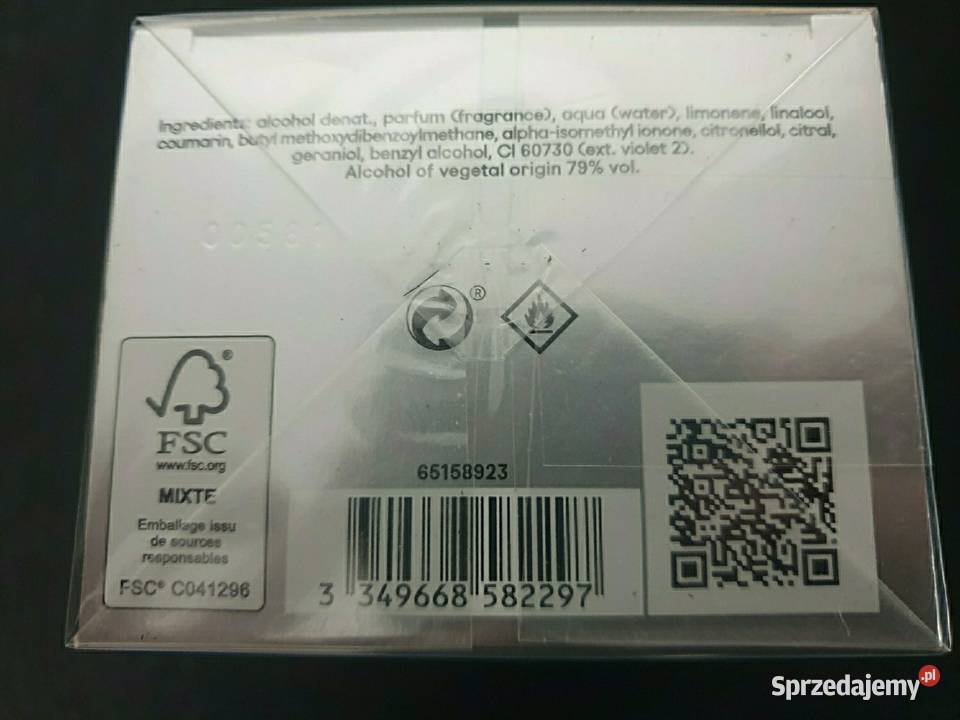 Ingredients: alcohol denat., parfum (fragrance), aqua (water), limonene, linalool,
coumarin, butyl methoxydibenzoylmethane, alpha-isomethyl ionone, citronellol, citral,
geraniol, benzyl alcohol, CI 60730 (ext. violet 2).
Alcohol of vegetal origin 79% vol.
®
®
FSC
www.fsc.org
MIXTE
Emballage issu
de sources
responsables
FSC® C041296
65158923
3 349668 582297
Sprzedajemy.pl